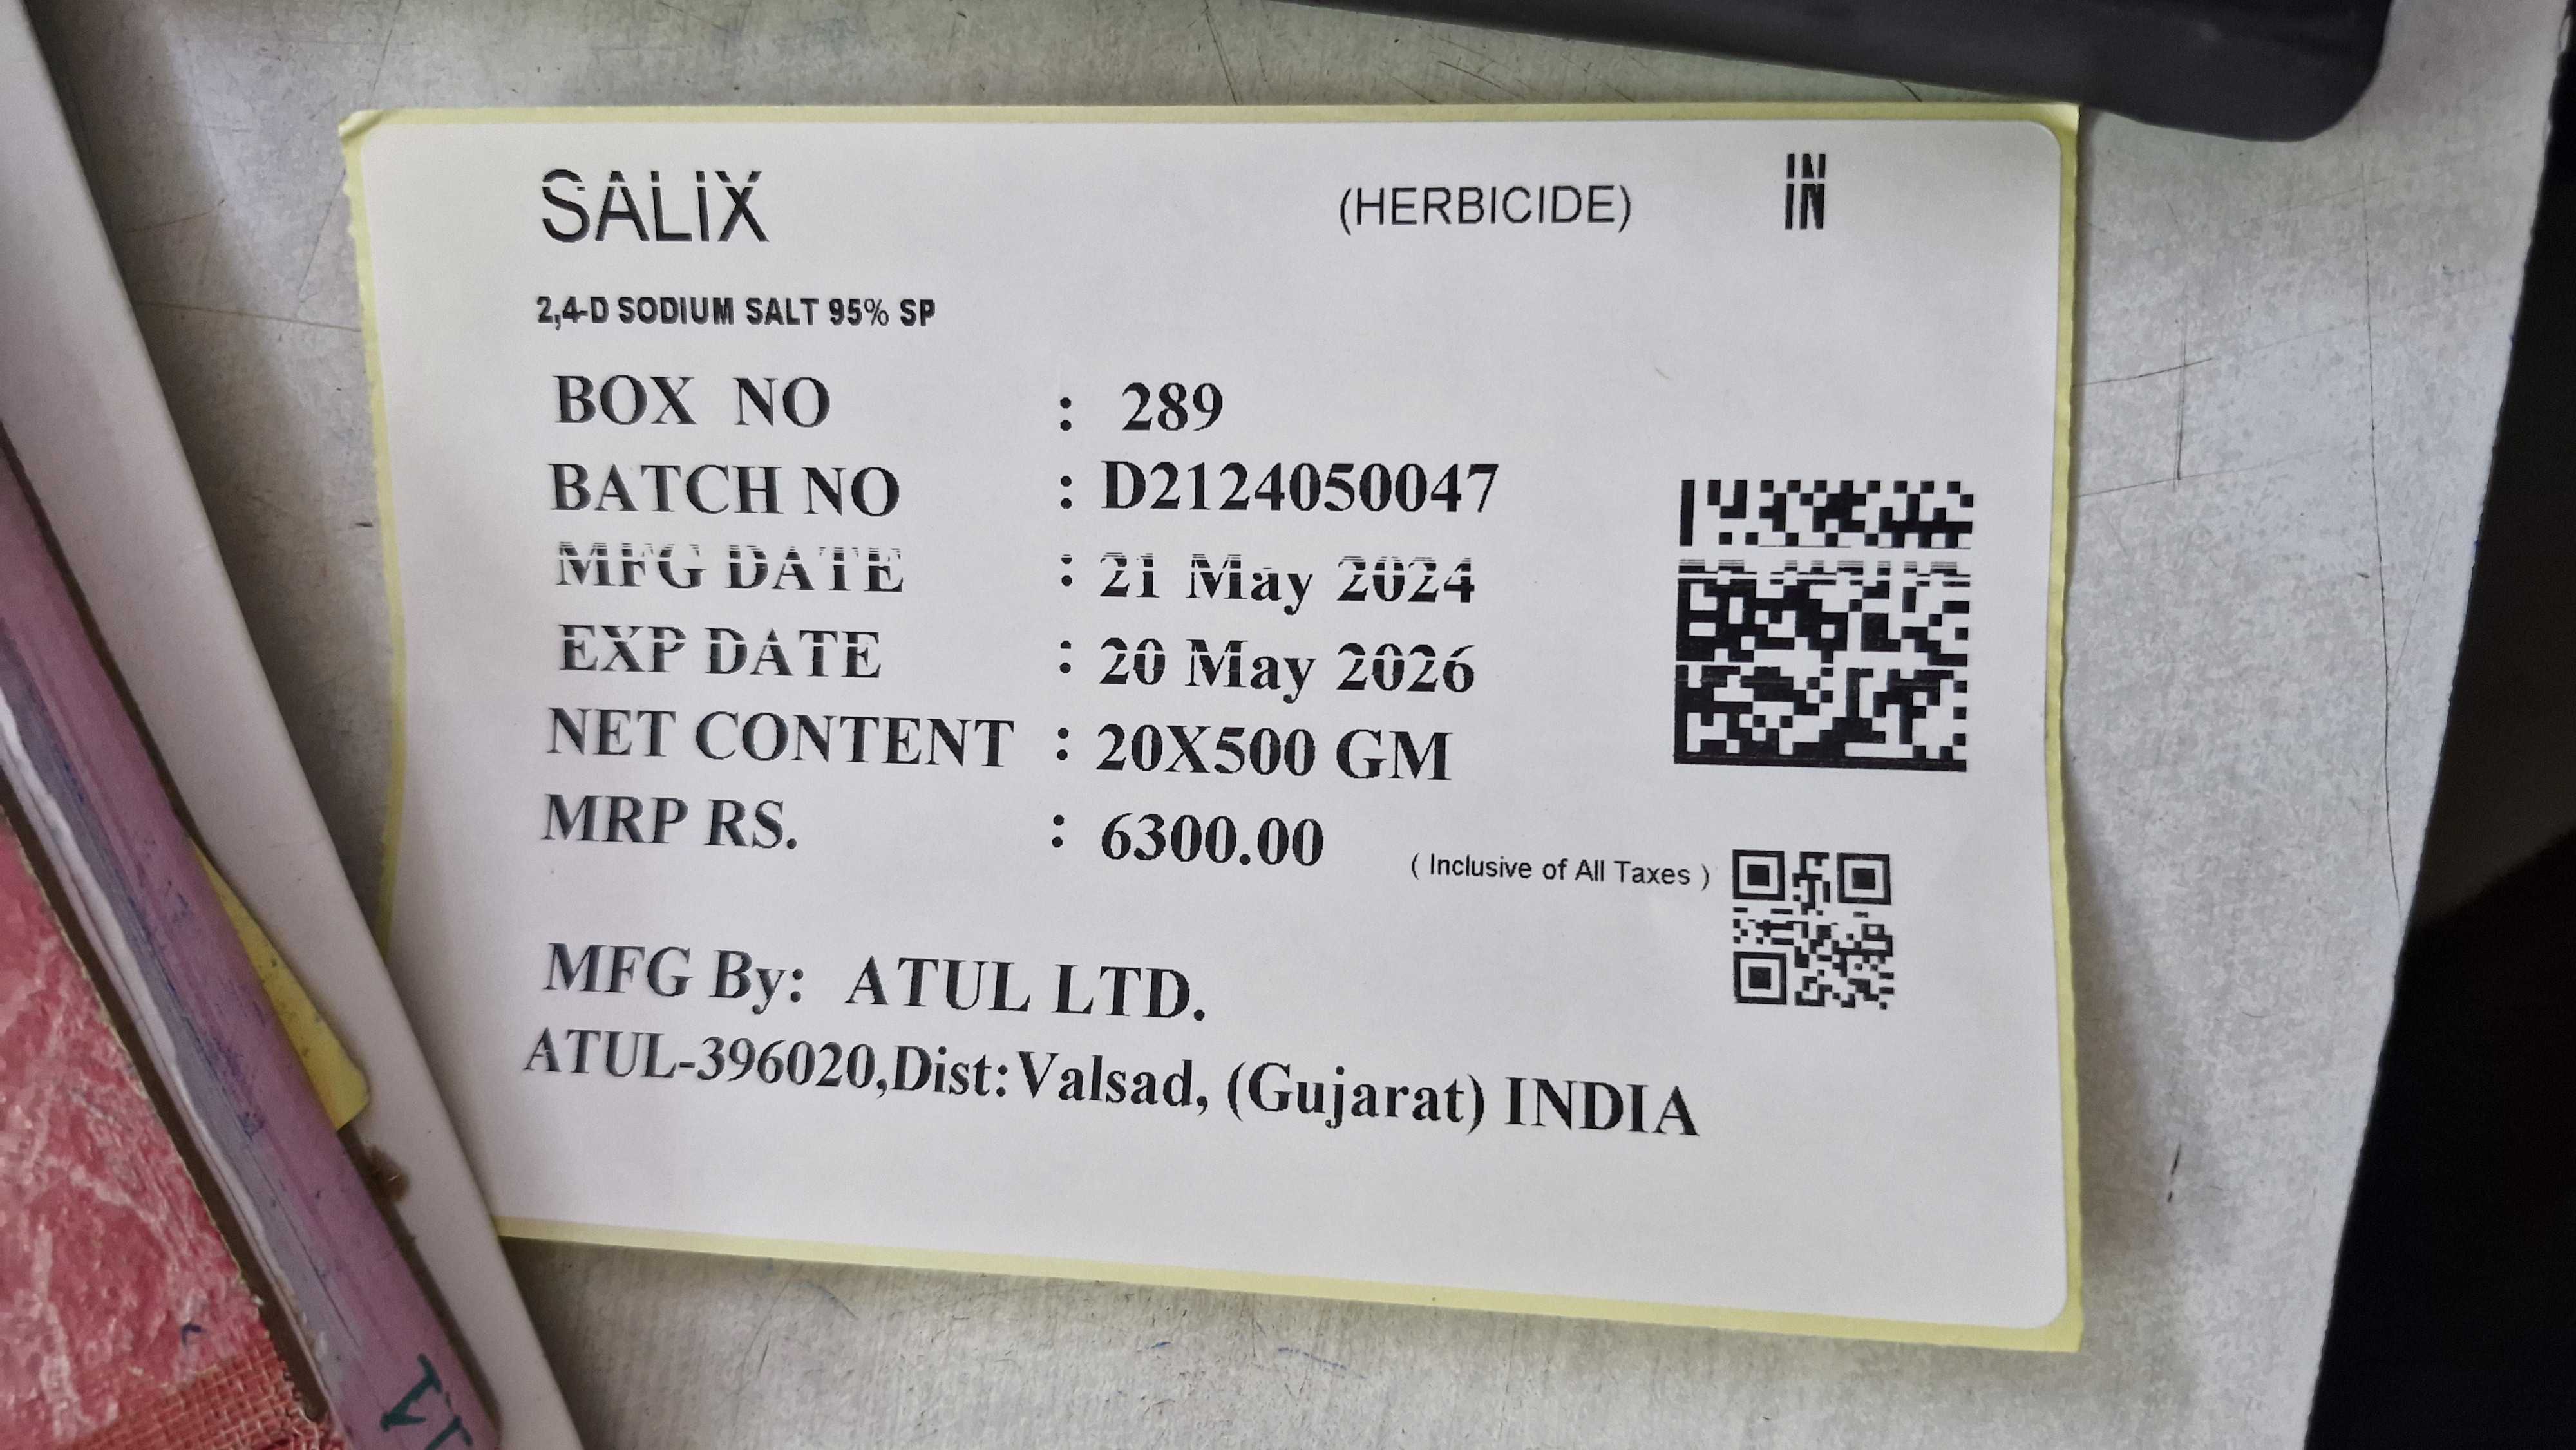 SALIX (HERBICIDE) IN
2,4-D SODIUM SALT 95% SP
BOX NO : 289
BATCH NO : D2124050047
MFG DATE : 21 May 2024
EXP DATE : 20 May 2026
NET CONTENT : 20X500 GM
MRP RS. : 6300.00 ( Inclusive of All Taxes )
MFG By: ATUL LTD.
ATUL-396020,Dist:Valsad, (Gujarat) INDIA